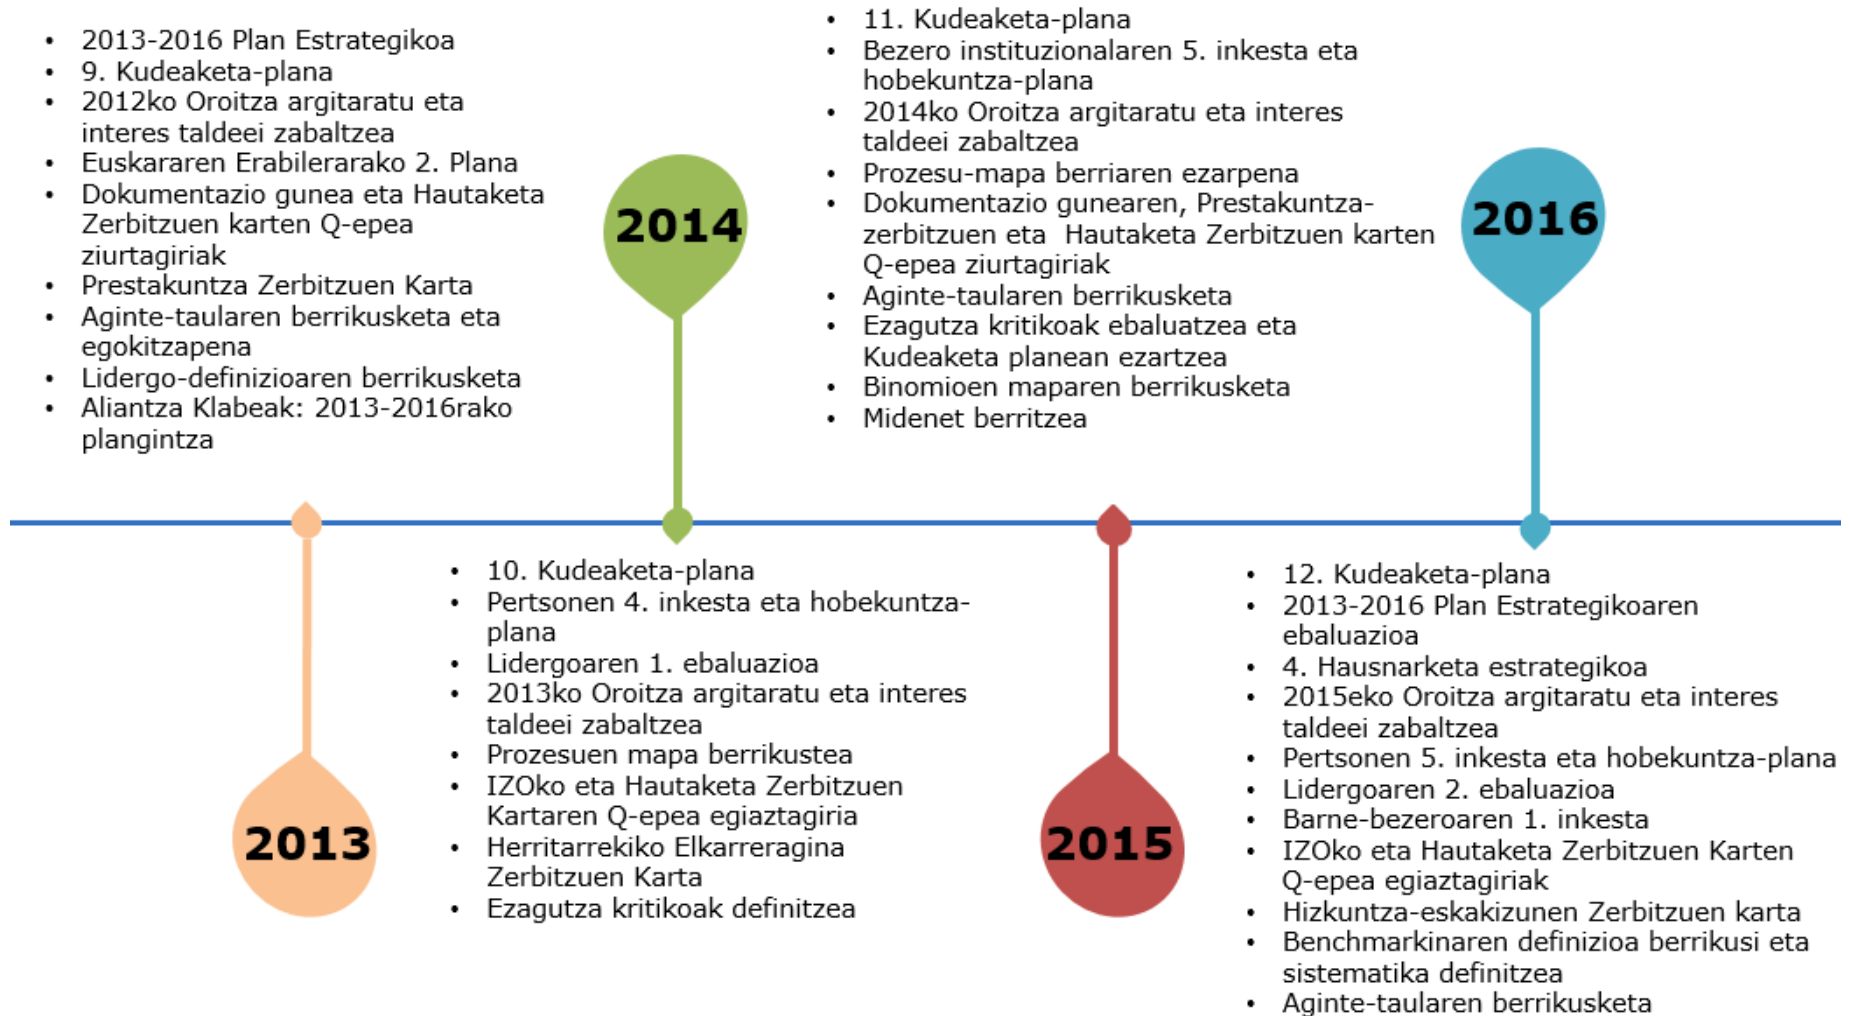 • 2013-2016 Plan Estrategikoa
• 9. Kudeaketa-plana
• 2012ko Oroitza argitaratu eta
interes taldeei zabaltzea
• Euskararen Erabilerarako 2. Plana
• Dokumentazio gunea eta Hautaketa
Zerbitzuen karten Q-epea
ziurtagiriak
• Prestakuntza Zerbitzuen Karta
• Aginte-taularen berrikusketa eta
egokitzapena
• Lidergo-definizioaren berrikusketa
• Aliantza Klabeak: 2013-2016rako
plangintza
2013
2014
• 10. Kudeaketa-plana
• Pertsonen 4. inkesta eta hobekuntza-
plana
• Lidergoaren 1. ebaluazioa
• 2013ko Oroitza argitaratu eta interes
taldeei zabaltzea
• Prozesuen mapa berrikustea
• IZOko eta Hautaketa Zerbitzuen
Kartaren Q-epea egiaztagiria
• Herritarrekiko Elkarreragina
Zerbitzuen Karta
• Ezagutza kritikoak definitzea
• 11. Kudeaketa-plana
• Bezero instituzionalaren 5. inkesta eta
hobekuntza-plana
• 2014ko Oroitza argitaratu eta interes
taldeei zabaltzea
• Prozesu-mapa berriaren ezarpena
• Dokumentazio gunearen, Prestakuntza-
zerbitzuen eta Hautaketa Zerbitzuen karten
Q-epea ziurtagiriak
• Aginte-taularen berrikusketa
• Ezagutza kritikoak ebaluatzea eta
Kudeaketa planean ezartzea
• Binomioen maparen berrikusketa
• Midenet berritzea
2015
2016
• 12. Kudeaketa-plana
• 2013-2016 Plan Estrategikoaren
ebaluazioa
• 4. Hausnarketa estrategikoa
• 2015eko Oroitza argitaratu eta interes
taldeei zabaltzea
• Pertsonen 5. inkesta eta hobekuntza-plana
• Lidergoaren 2. ebaluazioa
• Barne-bezeroaren 1. inkesta
• IZOko eta Hautaketa Zerbitzuen Karten
Q-epea egiaztagiriak
• Hizkuntza-eskakizunen Zerbitzuen karta
• Benchmarkinaren definizioa berrikusi eta
sistematika definitzea
• Aginte-taularen berrikusketa